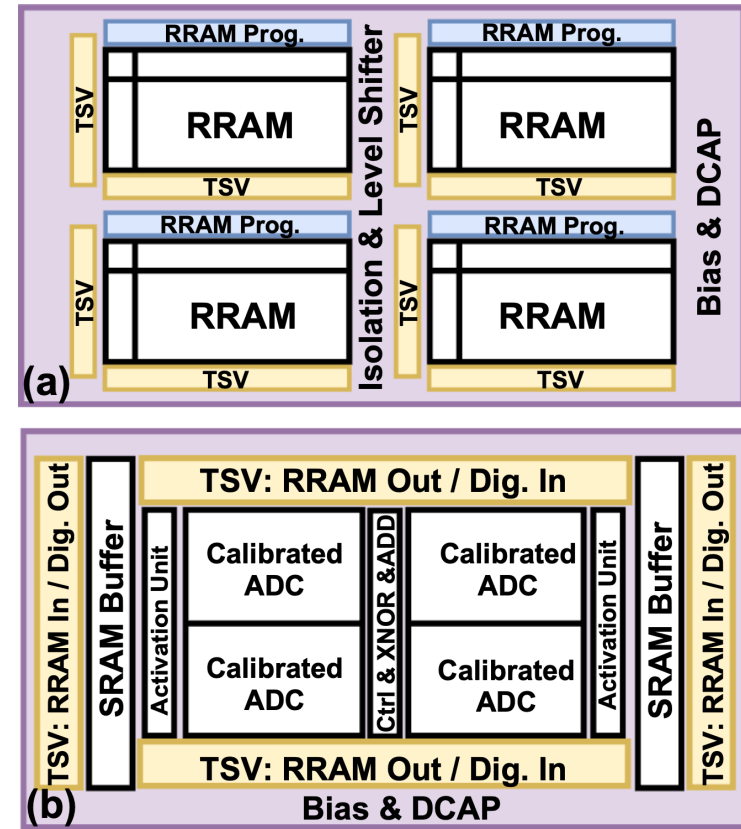 RRAM Prog.
RRAM Prog.
TSV
RRAM
TSV
Isolation & Level Shifter
TSV
RRAM
TSV
Bias & DCAP
RRAM Prog.
RRAM Prog.
TSV
RRAM
TSV
TSV
RRAM
TSV
(a)
TSV: RRAM In / Dig. Out
SRAM Buffer
TSV: RRAM Out / Dig. In
Activation Unit
Calibrated
ADC
Calibrated
ADC
Ctrl & XNOR &ADD
Calibrated
ADC
Calibrated
ADC
Activation Unit
SRAM Buffer
TSV: RRAM In / Dig. Out
TSV: RRAM Out / Dig. In
(b)
Bias & DCAP